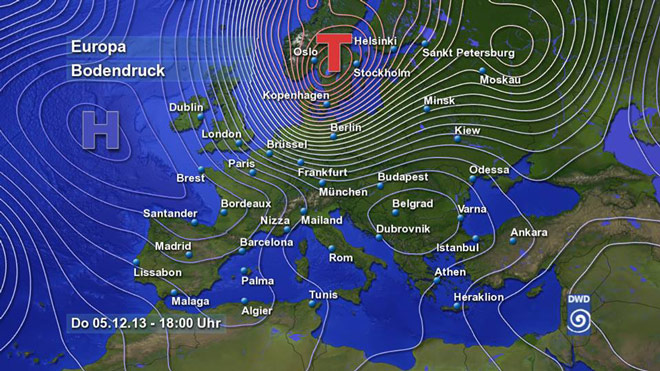 Europa
Bodendruck
Helsinki
T
Oslo
Sankt Petersburg
Stockholm
Moskau
Kopenhagen
Minsk
Dublin
H
Berlin
London
Kiew
Brüssel
Paris
Frankfurt
Odessa
Brest
München
Budapest
Bordeaux
Belgrad
Varna
Santander
Nizza
Mailand
Dubrovnik
Ankara
Madrid
Barcelona
Istanbul
Rom
Lissabon
Palma
Athen
Malaga
Tunis
Heraklion
Algier
DWD
Do 05.12.13 - 18:00 Uhr